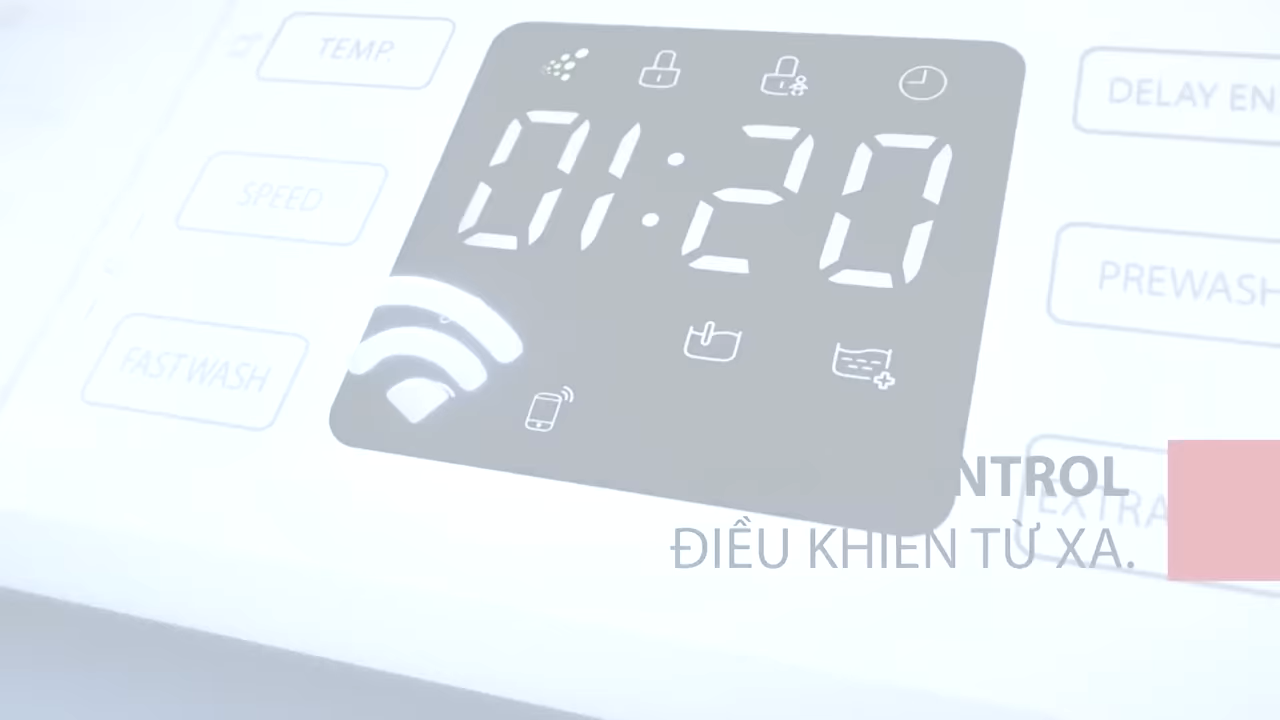 TEMP.
01:20
DELAY EN
SPEED
PREWASH
FAST WASH
NTROL
EXTRA
ĐIỀU KHIỂN TỪ XA.